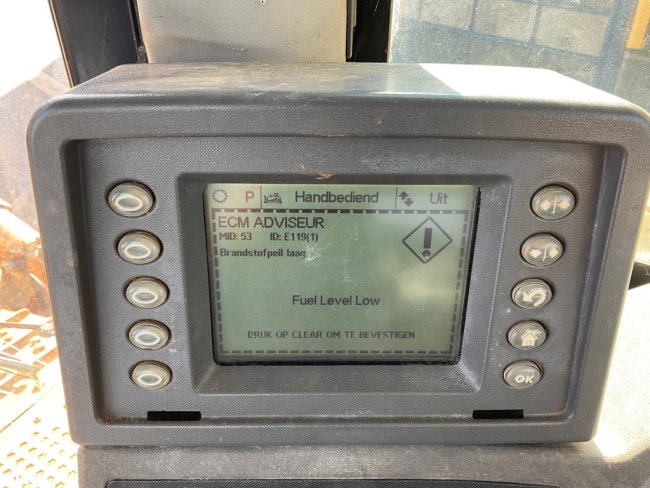 P Handbediend Uit
ECM ADVISEUR
MID: 53 ID: E119(1)
Brandstofpeil laag
Fuel Level Low
DRUK OP CLEAR OM TE BEVESTIGEN
OK